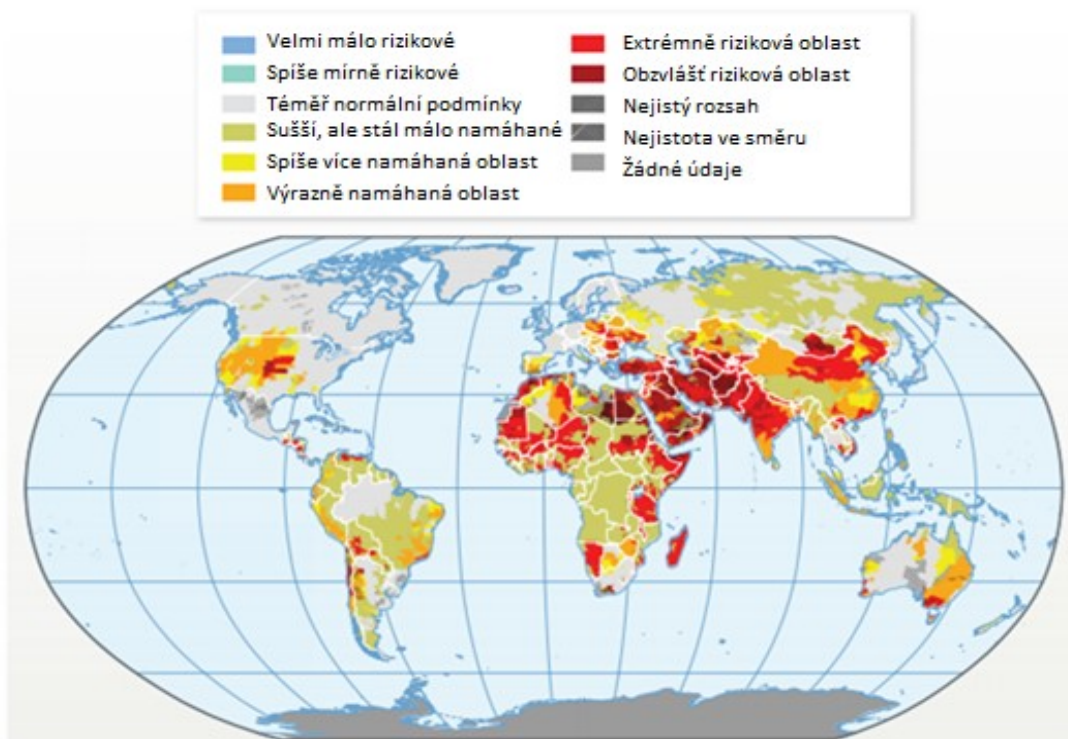 Velmi málo rizikové
Spíše mírně rizikové
Téměř normální podmínky
Sušší, ale stál málo namáhané
Spíše více namáhaná oblast
Výrazně namáhaná oblast
Extrémně riziková oblast
Obzvlášť riziková oblast
Nejistý rozsah
Nejistota ve směru
Žádné údaje